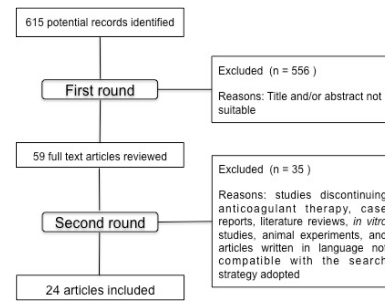 615 potential records identified
Excluded (n = 556 )
Reasons: Title and/or abstract not
suitable
First round
59 full text articles reviewed
Excluded (n = 35 )
Reasons: studies discontinuing
anticoagulant therapy, case
reports, literature reviews, in vitro
studies, animal experiments, and
articles written in language not
compatible with the search
strategy adopted
Second round
24 articles included